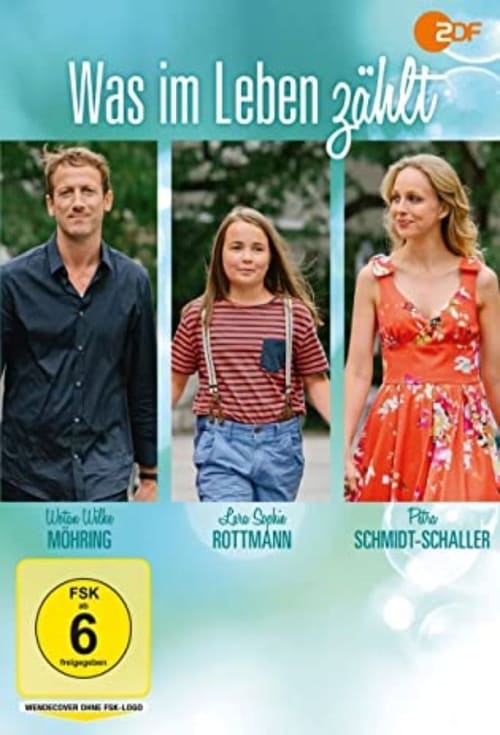 ZDF
Was im Leben zählt
Wotan Wilke
MÖHRING
Lara Sophie
ROTTMANN
Petra
SCHMIDT-SCHALLER
FSK
ab
6
freigegeben
WENDECOVER OHNE FSK-LOGO